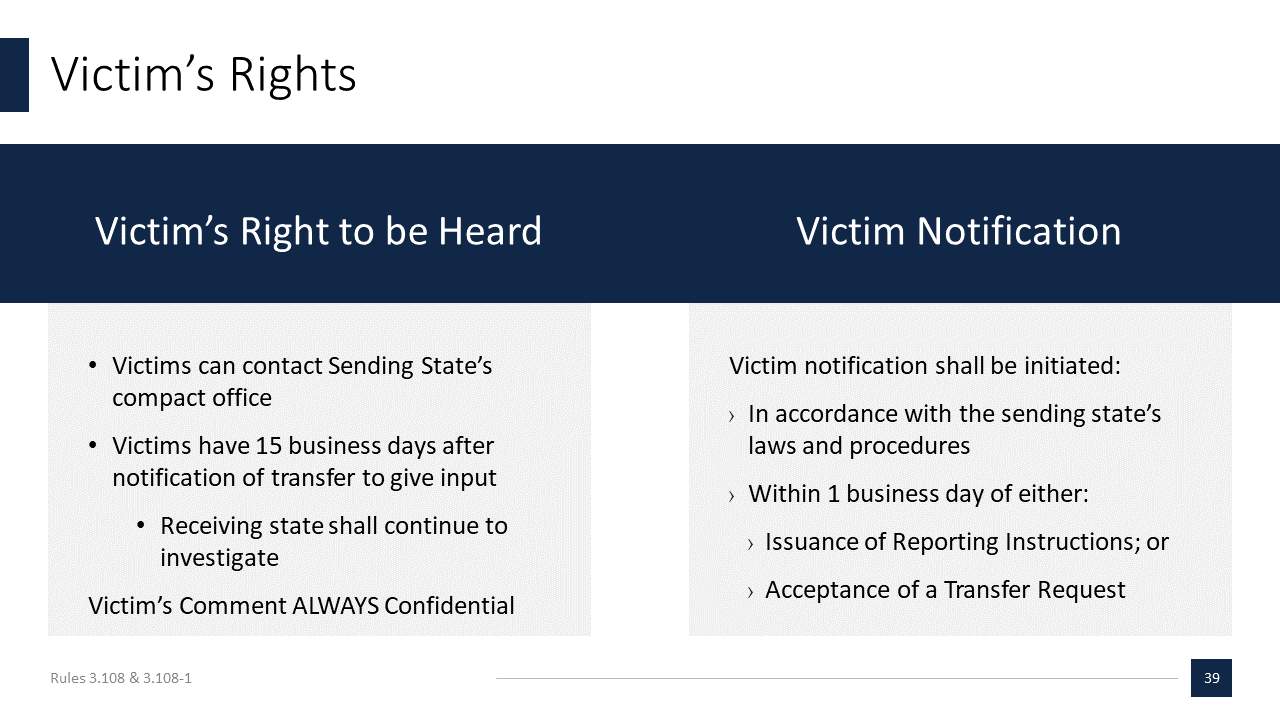 Victim’s Rights
Victim’s Right to be Heard
• Victims can contact Sending State’s
compact office
• Victims have 15 business days after
notification of transfer to give input
• Receiving state shall continue to
investigate
Victim’s Comment ALWAYS Confidential
Victim Notification
Victim notification shall be initiated:
› In accordance with the sending state’s
laws and procedures
› Within 1 business day of either:
› Issuance of Reporting Instructions; or
› Acceptance of a Transfer Request
Rules 3.108 & 3.108-1
39